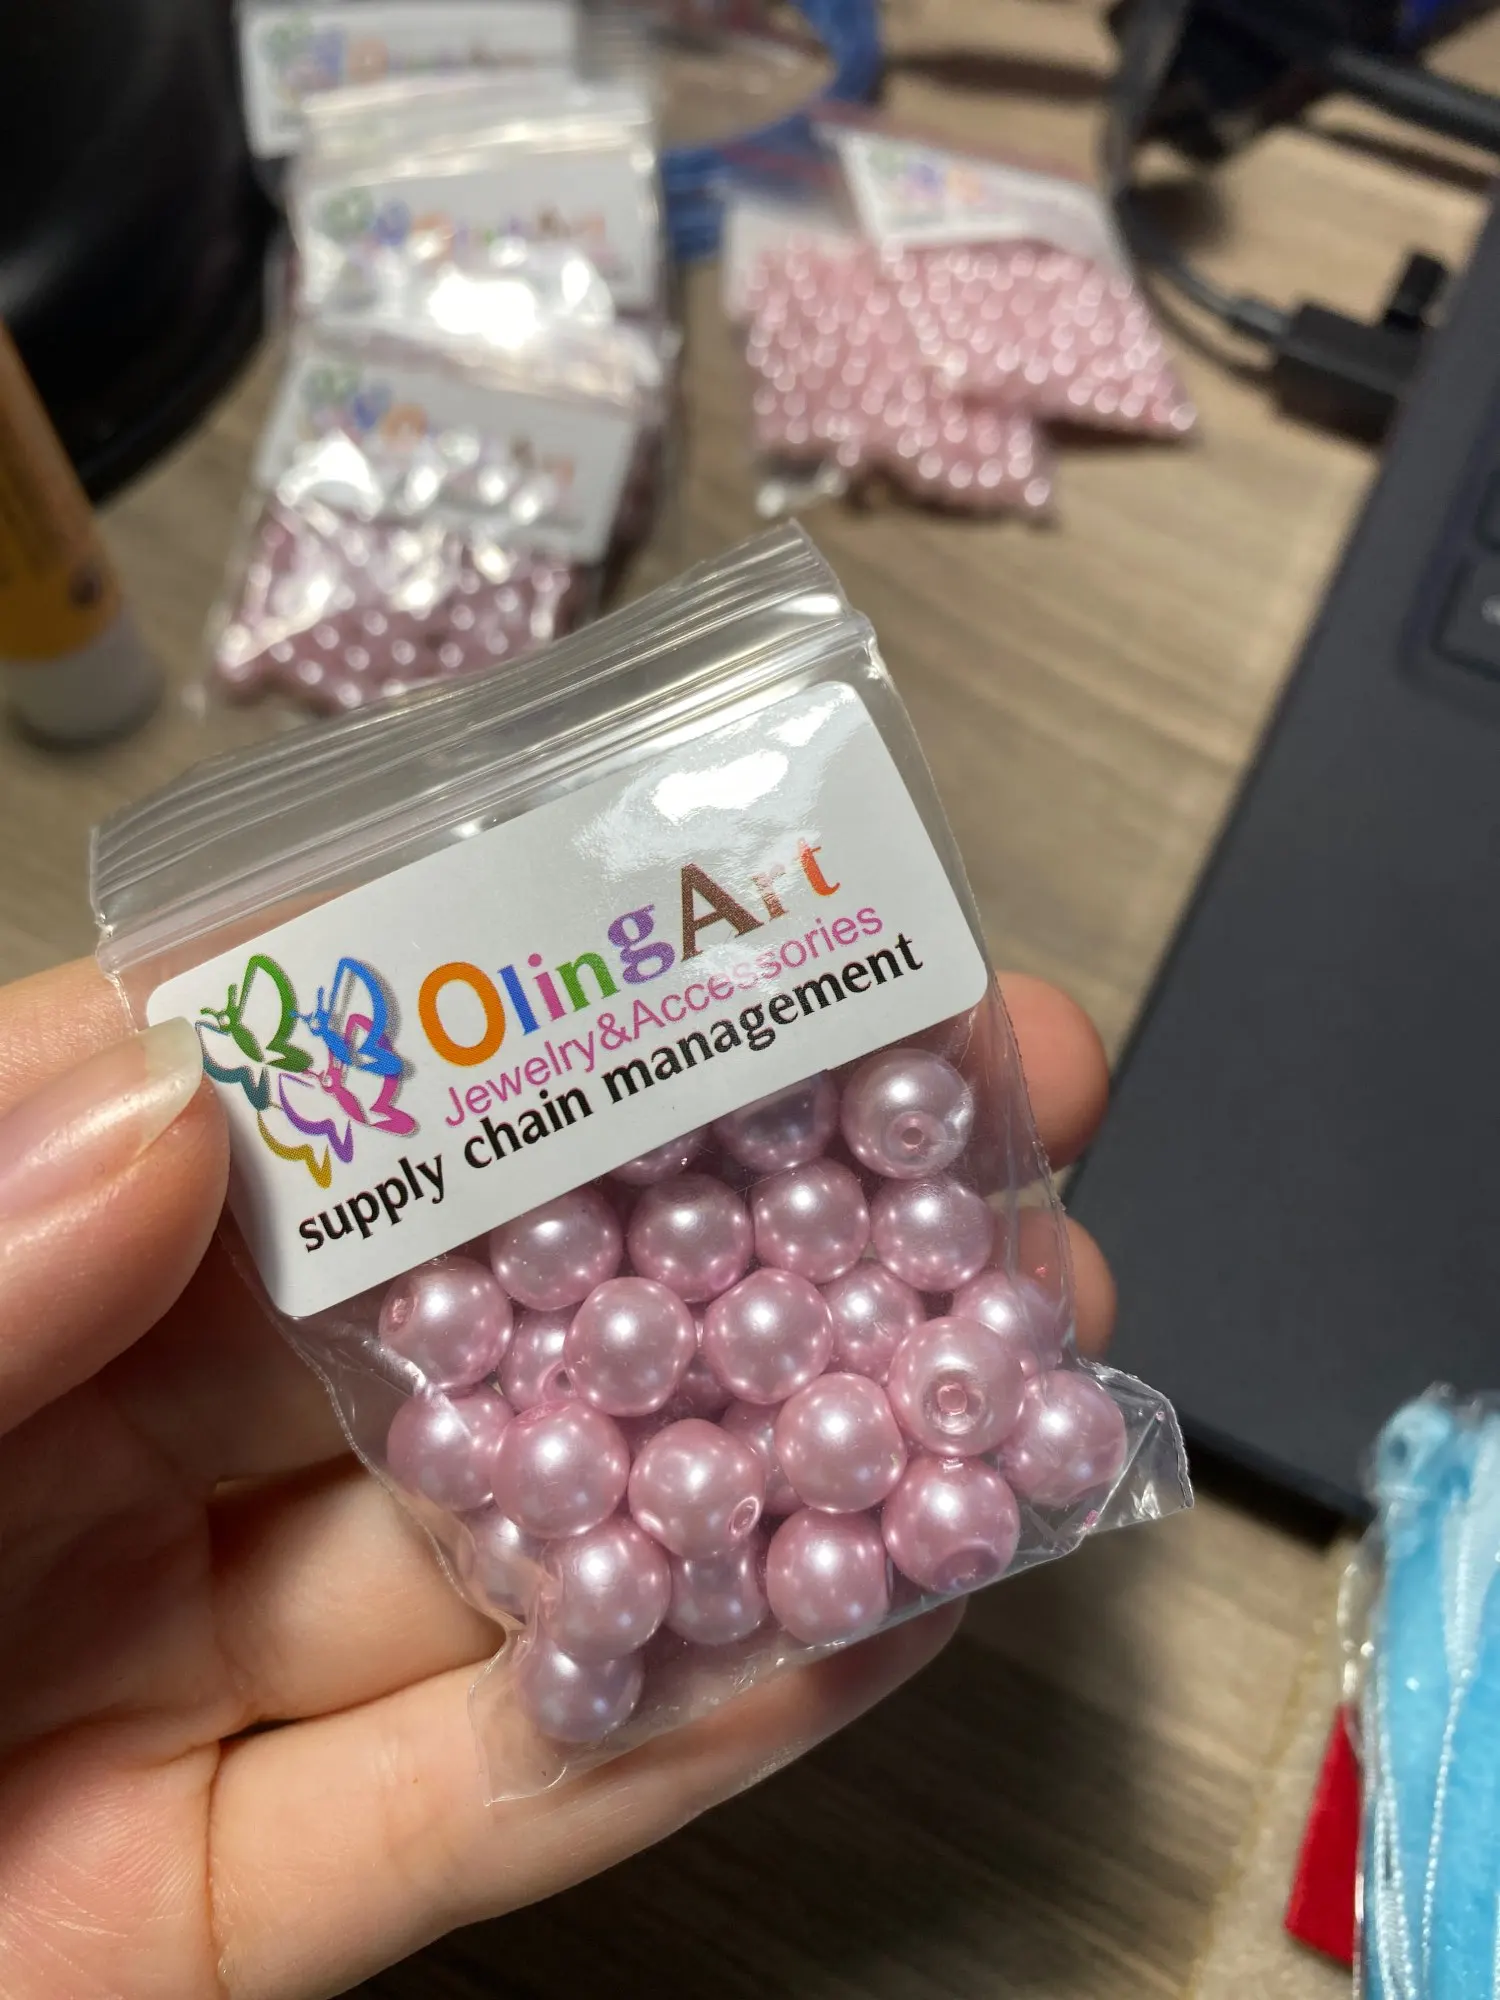 OlingArt
Jewelry&Accessories
supply chain management